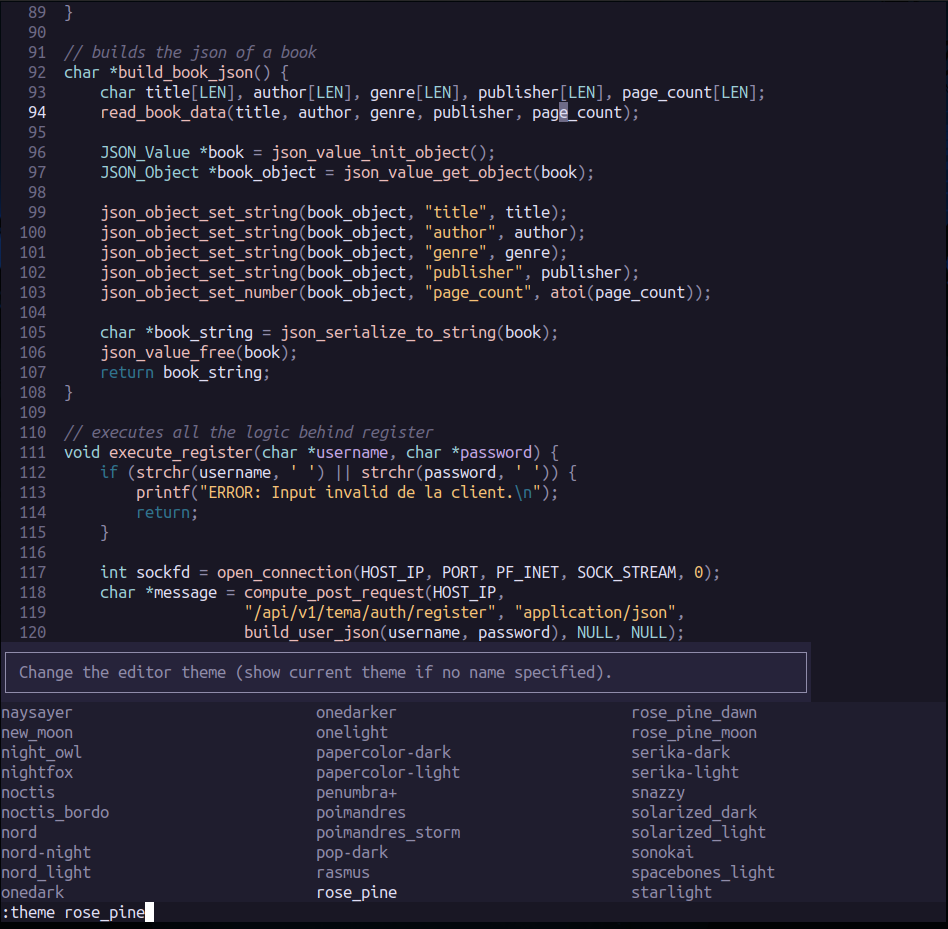 89 }
90
91 // builds the json of a book
92 char *build_book_json() {
93     char title[LEN], author[LEN], genre[LEN], publisher[LEN], page_count[LEN];
94     read_book_data(title, author, genre, publisher, page_count);
95
96     JSON_Value *book = json_value_init_object();
97     JSON_Object *book_object = json_value_get_object(book);
98
99     json_object_set_string(book_object, "title", title);
100     json_object_set_string(book_object, "author", author);
101     json_object_set_string(book_object, "genre", genre);
102     json_object_set_string(book_object, "publisher", publisher);
103     json_object_set_number(book_object, "page_count", atoi(page_count));
104
105     char *book_string = json_serialize_to_string(book);
106     json_value_free(book);
107     return book_string;
108 }
109
110 // executes all the logic behind register
111 void execute_register(char *username, char *password) {
112     if (strchr(username, ' ') || strchr(password, ' ')) {
113         printf("ERROR: Input invalid de la client.\n");
114         return;
115     }
116
117     int sockfd = open_connection(HOST_IP, PORT, PF_INET, SOCK_STREAM, 0);
118     char *message = compute_post_request(HOST_IP,
119                     "/api/v1/tema/auth/register", "application/json",
120                     build_user_json(username, password), NULL, NULL);
Change the editor theme (show current theme if no name specified).
naysayer onedarker rose_pine_dawn
new_moon onelight rose_pine_moon
night_owl papercolor-dark serika-dark
nightfox papercolor-light serika-light
noctis penumbra+ snazzy
noctis_bordo poimandres solarized_dark
nord poimandres_storm solarized_light
nord-night pop-dark sonokai
nord_light rasmus spacebones_light
onedark rose_pine starlight
:theme rose_pine